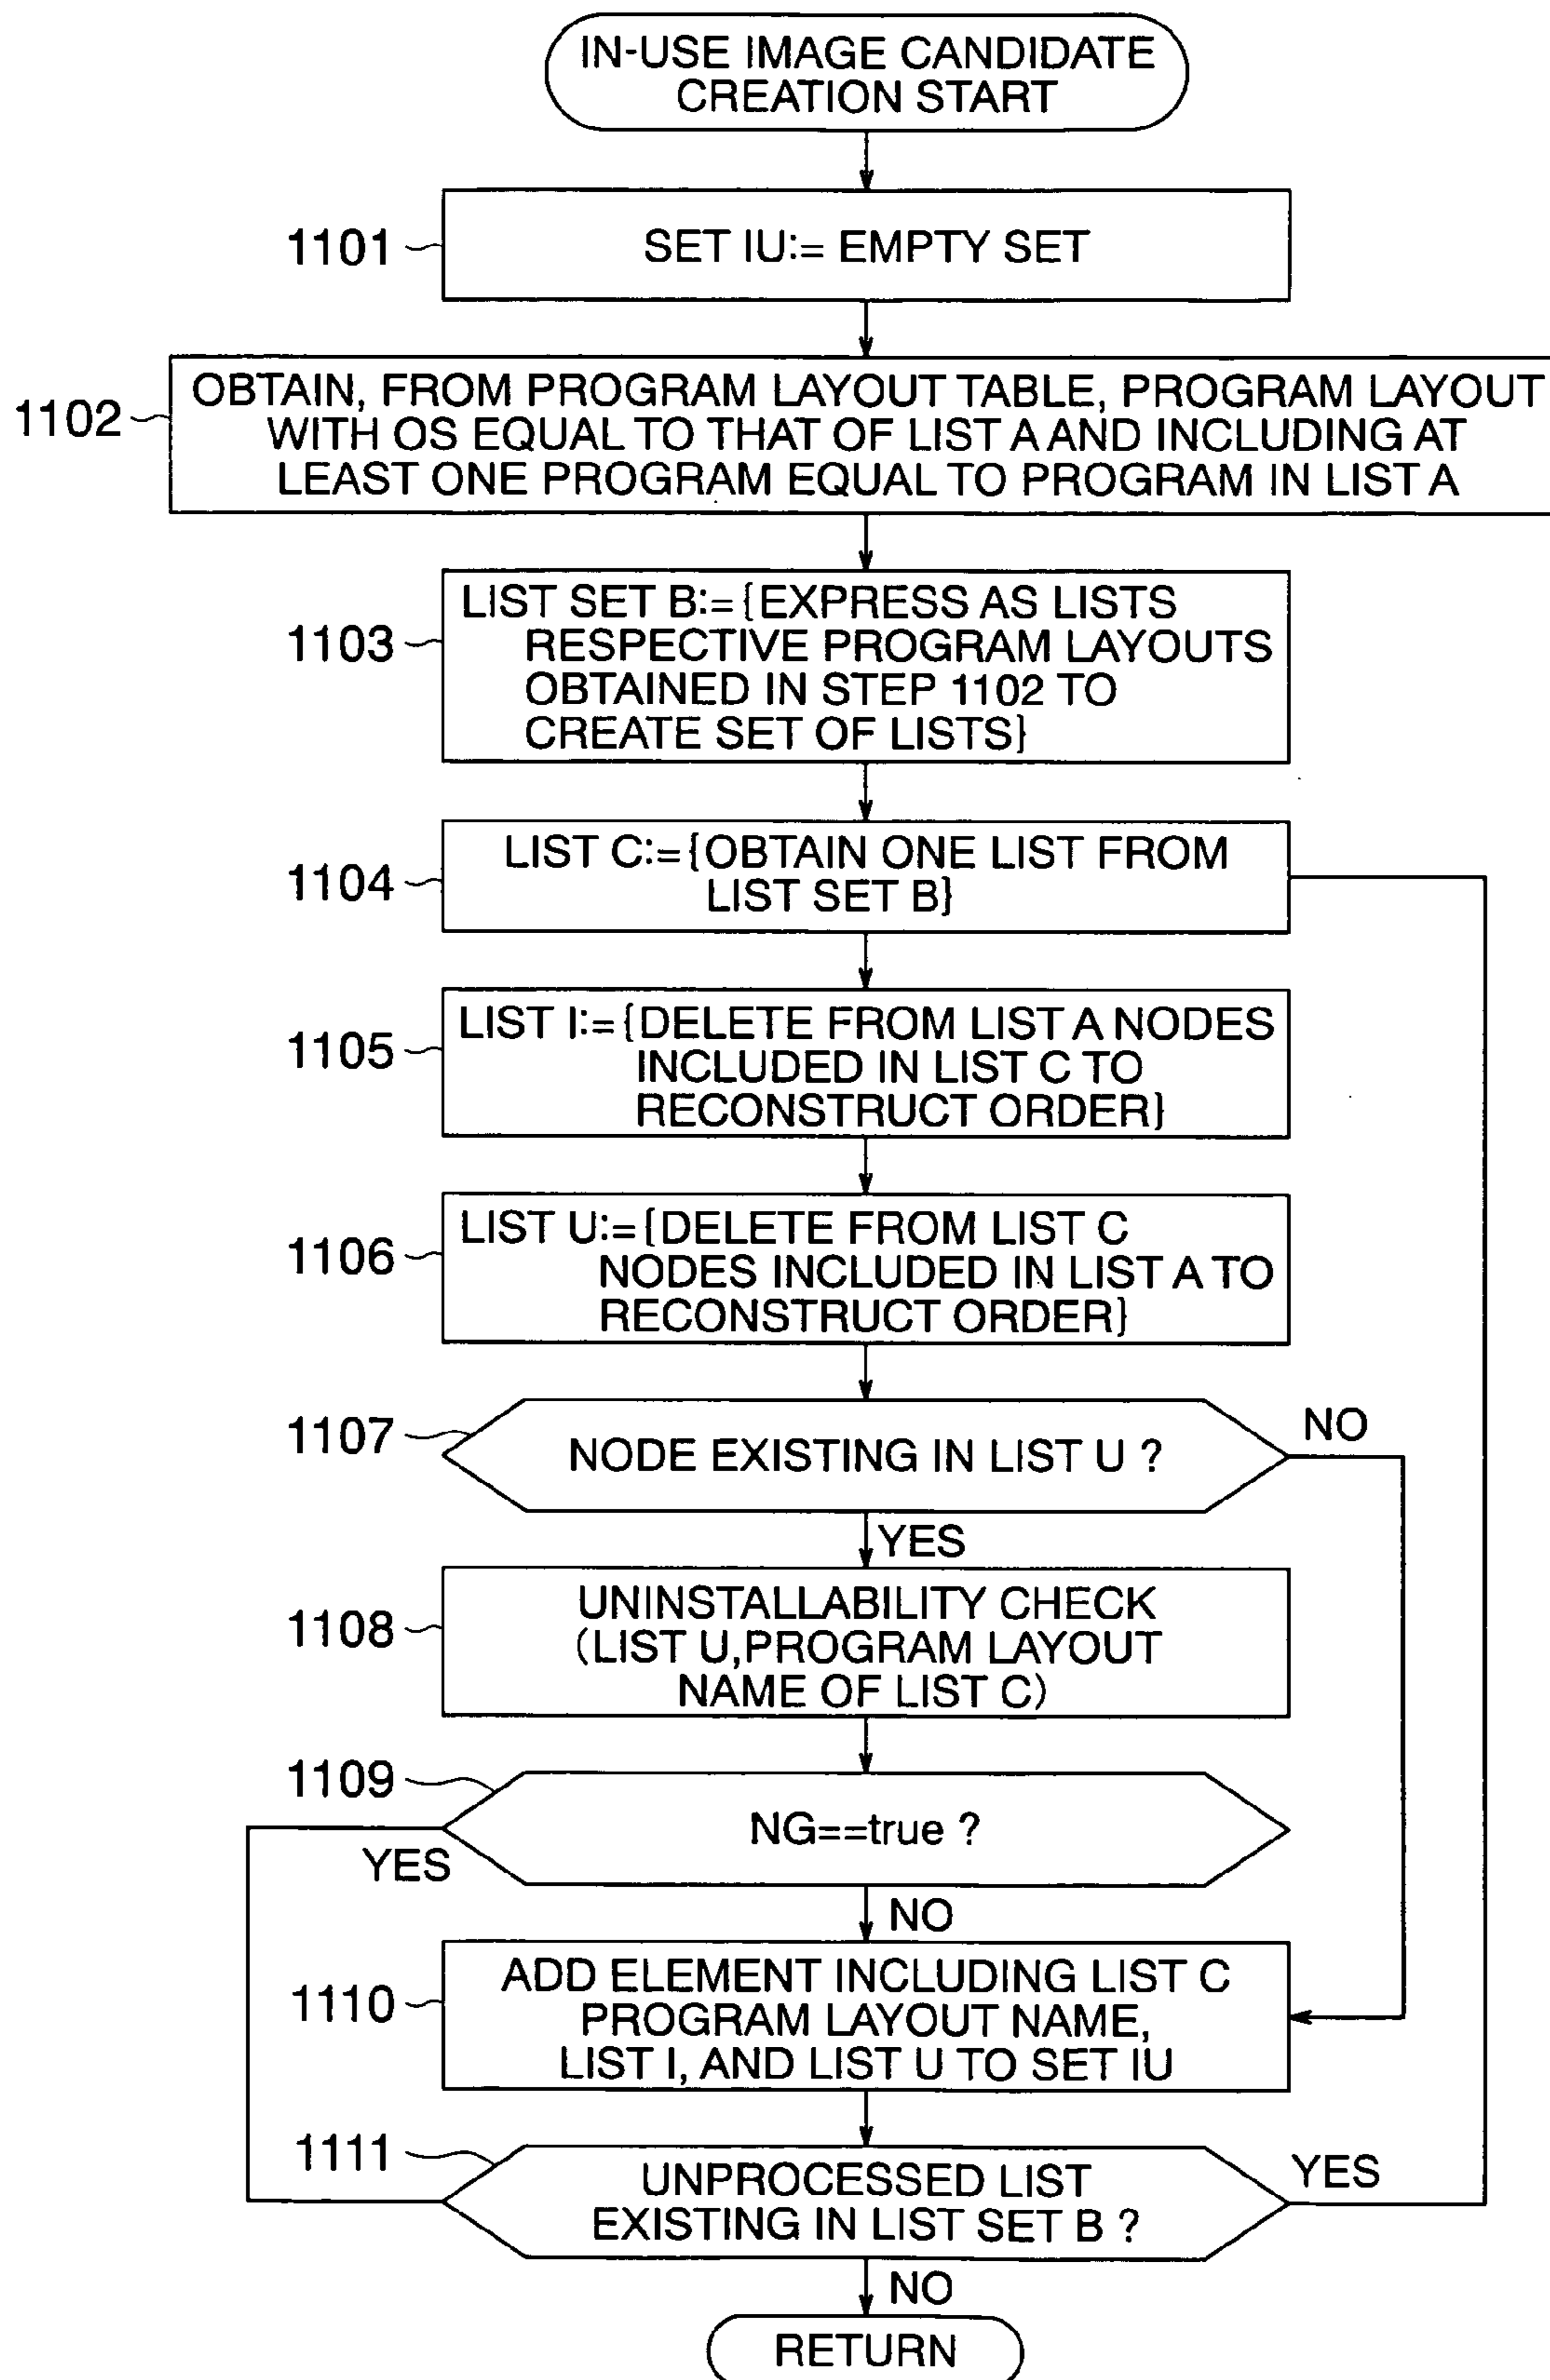 IN-USE IMAGE CANDIDATE
CREATION START
1101
SET IU:= EMPTY SET
1102
OBTAIN, FROM PROGRAM LAYOUT TABLE, PROGRAM LAYOUT
WITH OS EQUAL TO THAT OF LIST A AND INCLUDING AT
LEAST ONE PROGRAM EQUAL TO PROGRAM IN LIST A
1103
LIST SET B:={EXPRESS AS LISTS
RESPECTIVE PROGRAM LAYOUTS
OBTAINED IN STEP 1102 TO
CREATE SET OF LISTS}
1104
LIST C:={OBTAIN ONE LIST FROM
LIST SET B}
1105
LIST I:={DELETE FROM LIST A NODES
INCLUDED IN LIST C TO
RECONSTRUCT ORDER}
1106
LIST U:={DELETE FROM LIST C
NODES INCLUDED IN LIST A TO
RECONSTRUCT ORDER}
1107
NODE EXISTING IN LIST U ?
NO
YES
1108
UNINSTALLABILITY CHECK
(LIST U,PROGRAM LAYOUT
NAME OF LIST C)
1109
NG==true ?
YES
NO
1110
ADD ELEMENT INCLUDING LIST C
PROGRAM LAYOUT NAME,
LIST I, AND LIST U TO SET IU
1111
UNPROCESSED LIST
EXISTING IN LIST SET B ?
YES
NO
RETURN